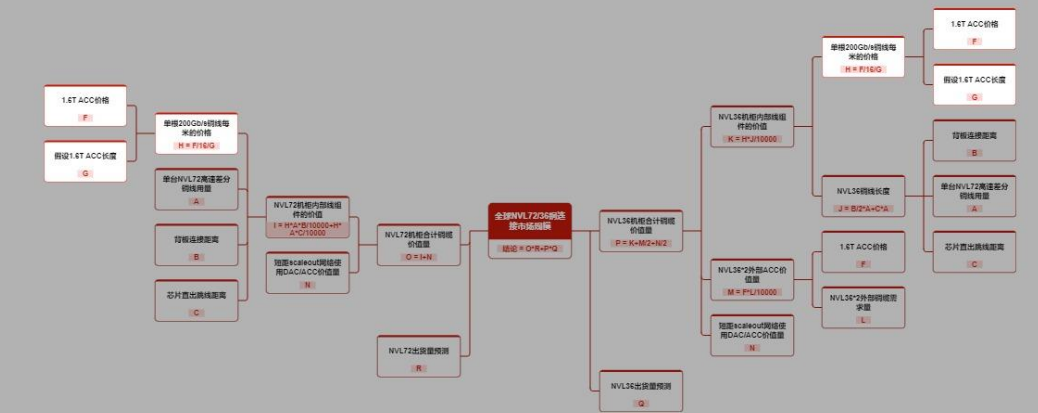 1.6T ACC价格
F
假设1.6T ACC长度
G
单根200Gb/s铜线每
米的价格
H = F/16/G
单台NVL72高速差分
铜线用量
A
背板连接距离
B
芯片直出跳线距离
C
NVL72机柜内部线组
件的价值
I = H*A*B/10000+H*
A*C/10000
短距scaleout网络使
用DAC/ACC价值量
N
NVL72机柜合计铜缆
价值量
O = I+N
NVL72出货量预测
R
全球NVL72/36铜连
接市场规模
结论 = O*R+P*Q
NVL36机柜合计铜缆
价值量
P = K+M/2+N/2
NVL36出货量预测
Q
NVL36机柜内部线组
件的价值
K = H*J/10000
NVL36*2外部ACC价
值量
M = F*L/10000
短距scaleout网络使
用DAC/ACC价值量
N
单根200Gb/s铜线每
米的价格
H = F/16/G
NVL36铜线长度
J = B/2*A+C*A
1.6T ACC价格
F
NVL36*2外部铜缆需
求量
L
1.6T ACC价格
F
假设1.6T ACC长度
G
背板连接距离
B
单台NVL72高速差分
铜线用量
A
芯片直出跳线距离
C